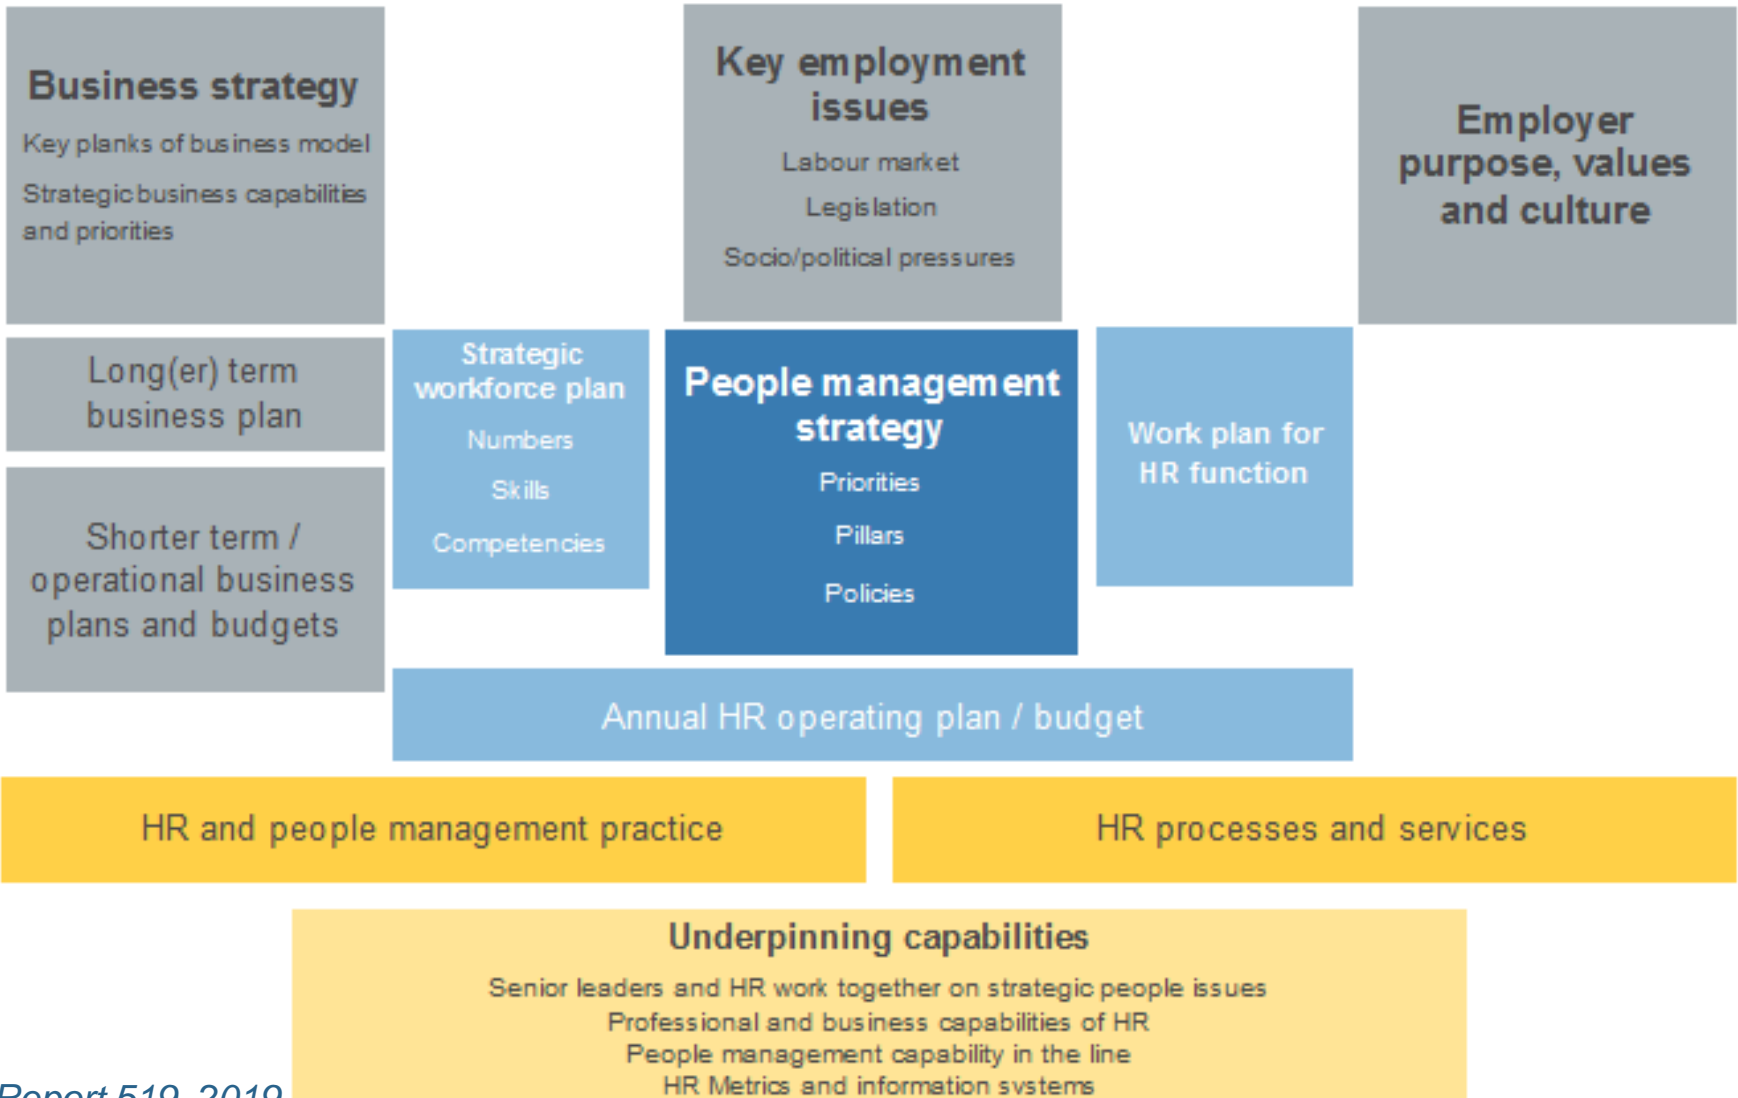 Business strategy
Key planks of business model
Strategic business capabilities
and priorities
Key employment
issues
Labour market
Legislation
Socio/political pressures
Employer
purpose, values
and culture
Long(er) term
business plan
Shorter term /
operational business
plans and budgets
Strategic
workforce plan
Numbers
Skills
Competencies
People management
strategy
Priorities
Pillars
Policies
Work plan for
HR function
Annual HR operating plan / budget
HR and people management practice
HR processes and services
Underpinning capabilities
Senior leaders and HR work together on strategic people issues
Professional and business capabilities of HR
People management capability in the line
HR Metrics and information systems
Report 519, 2019